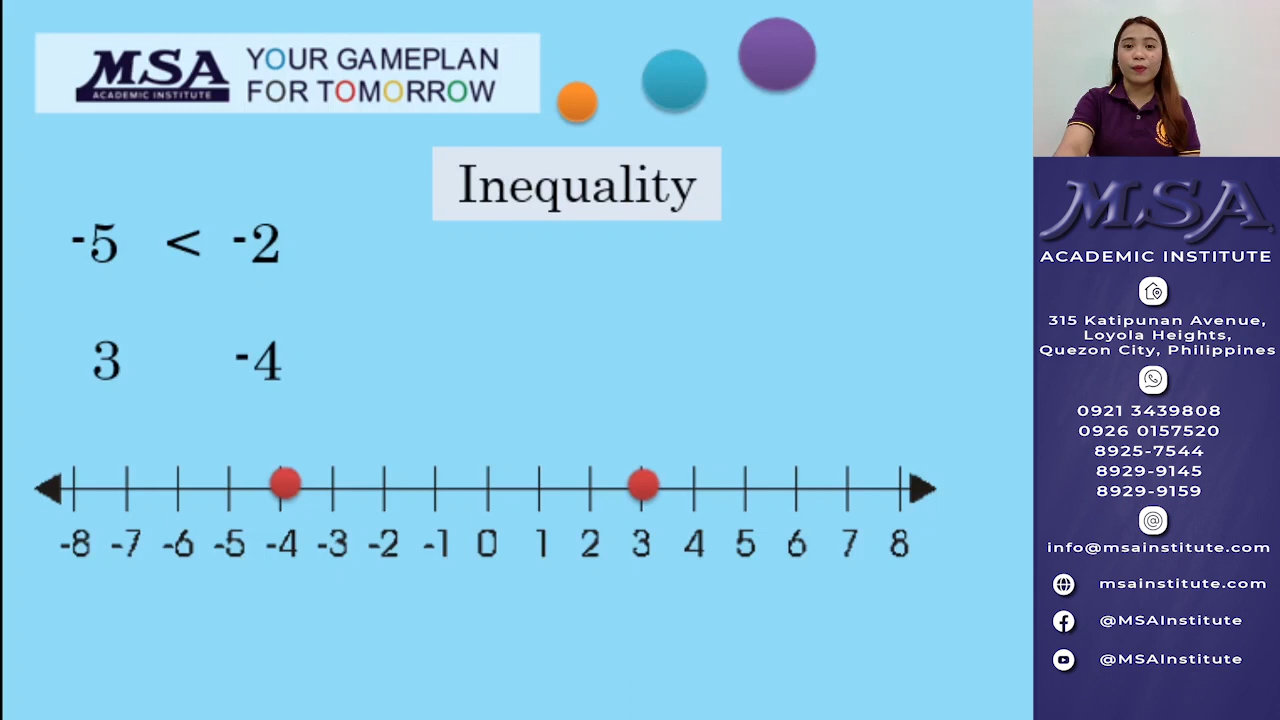 MSA
ACADEMIC INSTITUTE
YOUR GAMEPLAN
FOR TOMORROW
Inequality
-5 < -2
3 -4
-8 -7 -6 -5 -4 -3 -2 -1 0 1 2 3 4 5 6 7 8
MSA
ACADEMIC INSTITUTE
315 Katipunan Avenue,
Loyola Heights,
Quezon City, Philippines
0921 3439808
0926 0157520
8925-7544
8929-9145
8929-9159
info@msainstitute.com
msainstitute.com
@MSAInstitute
@MSAInstitute